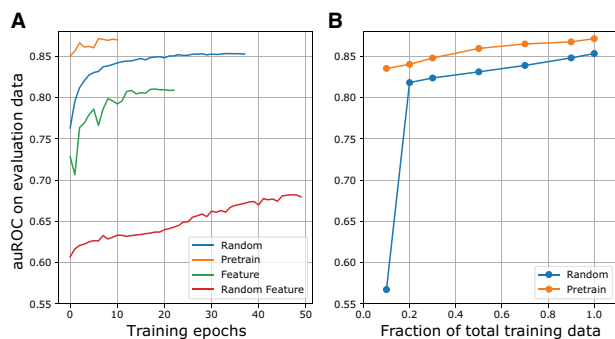 A
B
auROC on evaluation data
0.85
0.80
0.75
0.70
0.65
0.60
0.55
0
10
20
30
40
50
Training epochs
Random
Pretrain
Feature
Random Feature
0.85
0.80
0.75
0.70
0.65
0.60
0.55
0.0
0.2
0.4
0.6
0.8
1.0
Fraction of total training data
Random
Pretrain